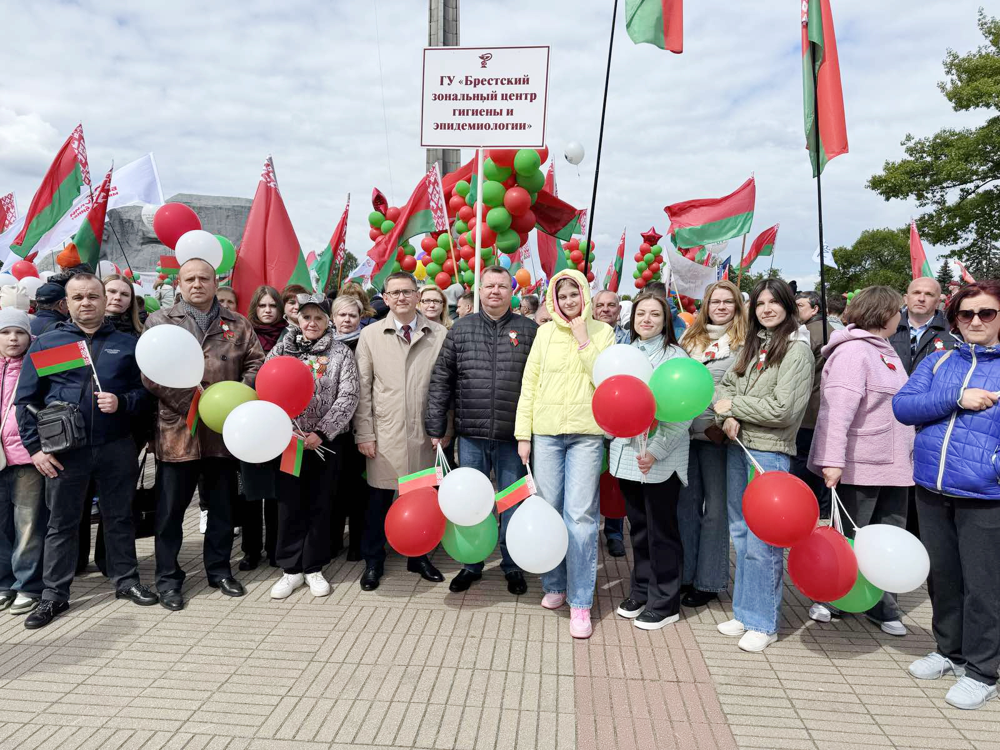 ГУ «Брестский
зональный центр
гигиены и
эпидемиологии»